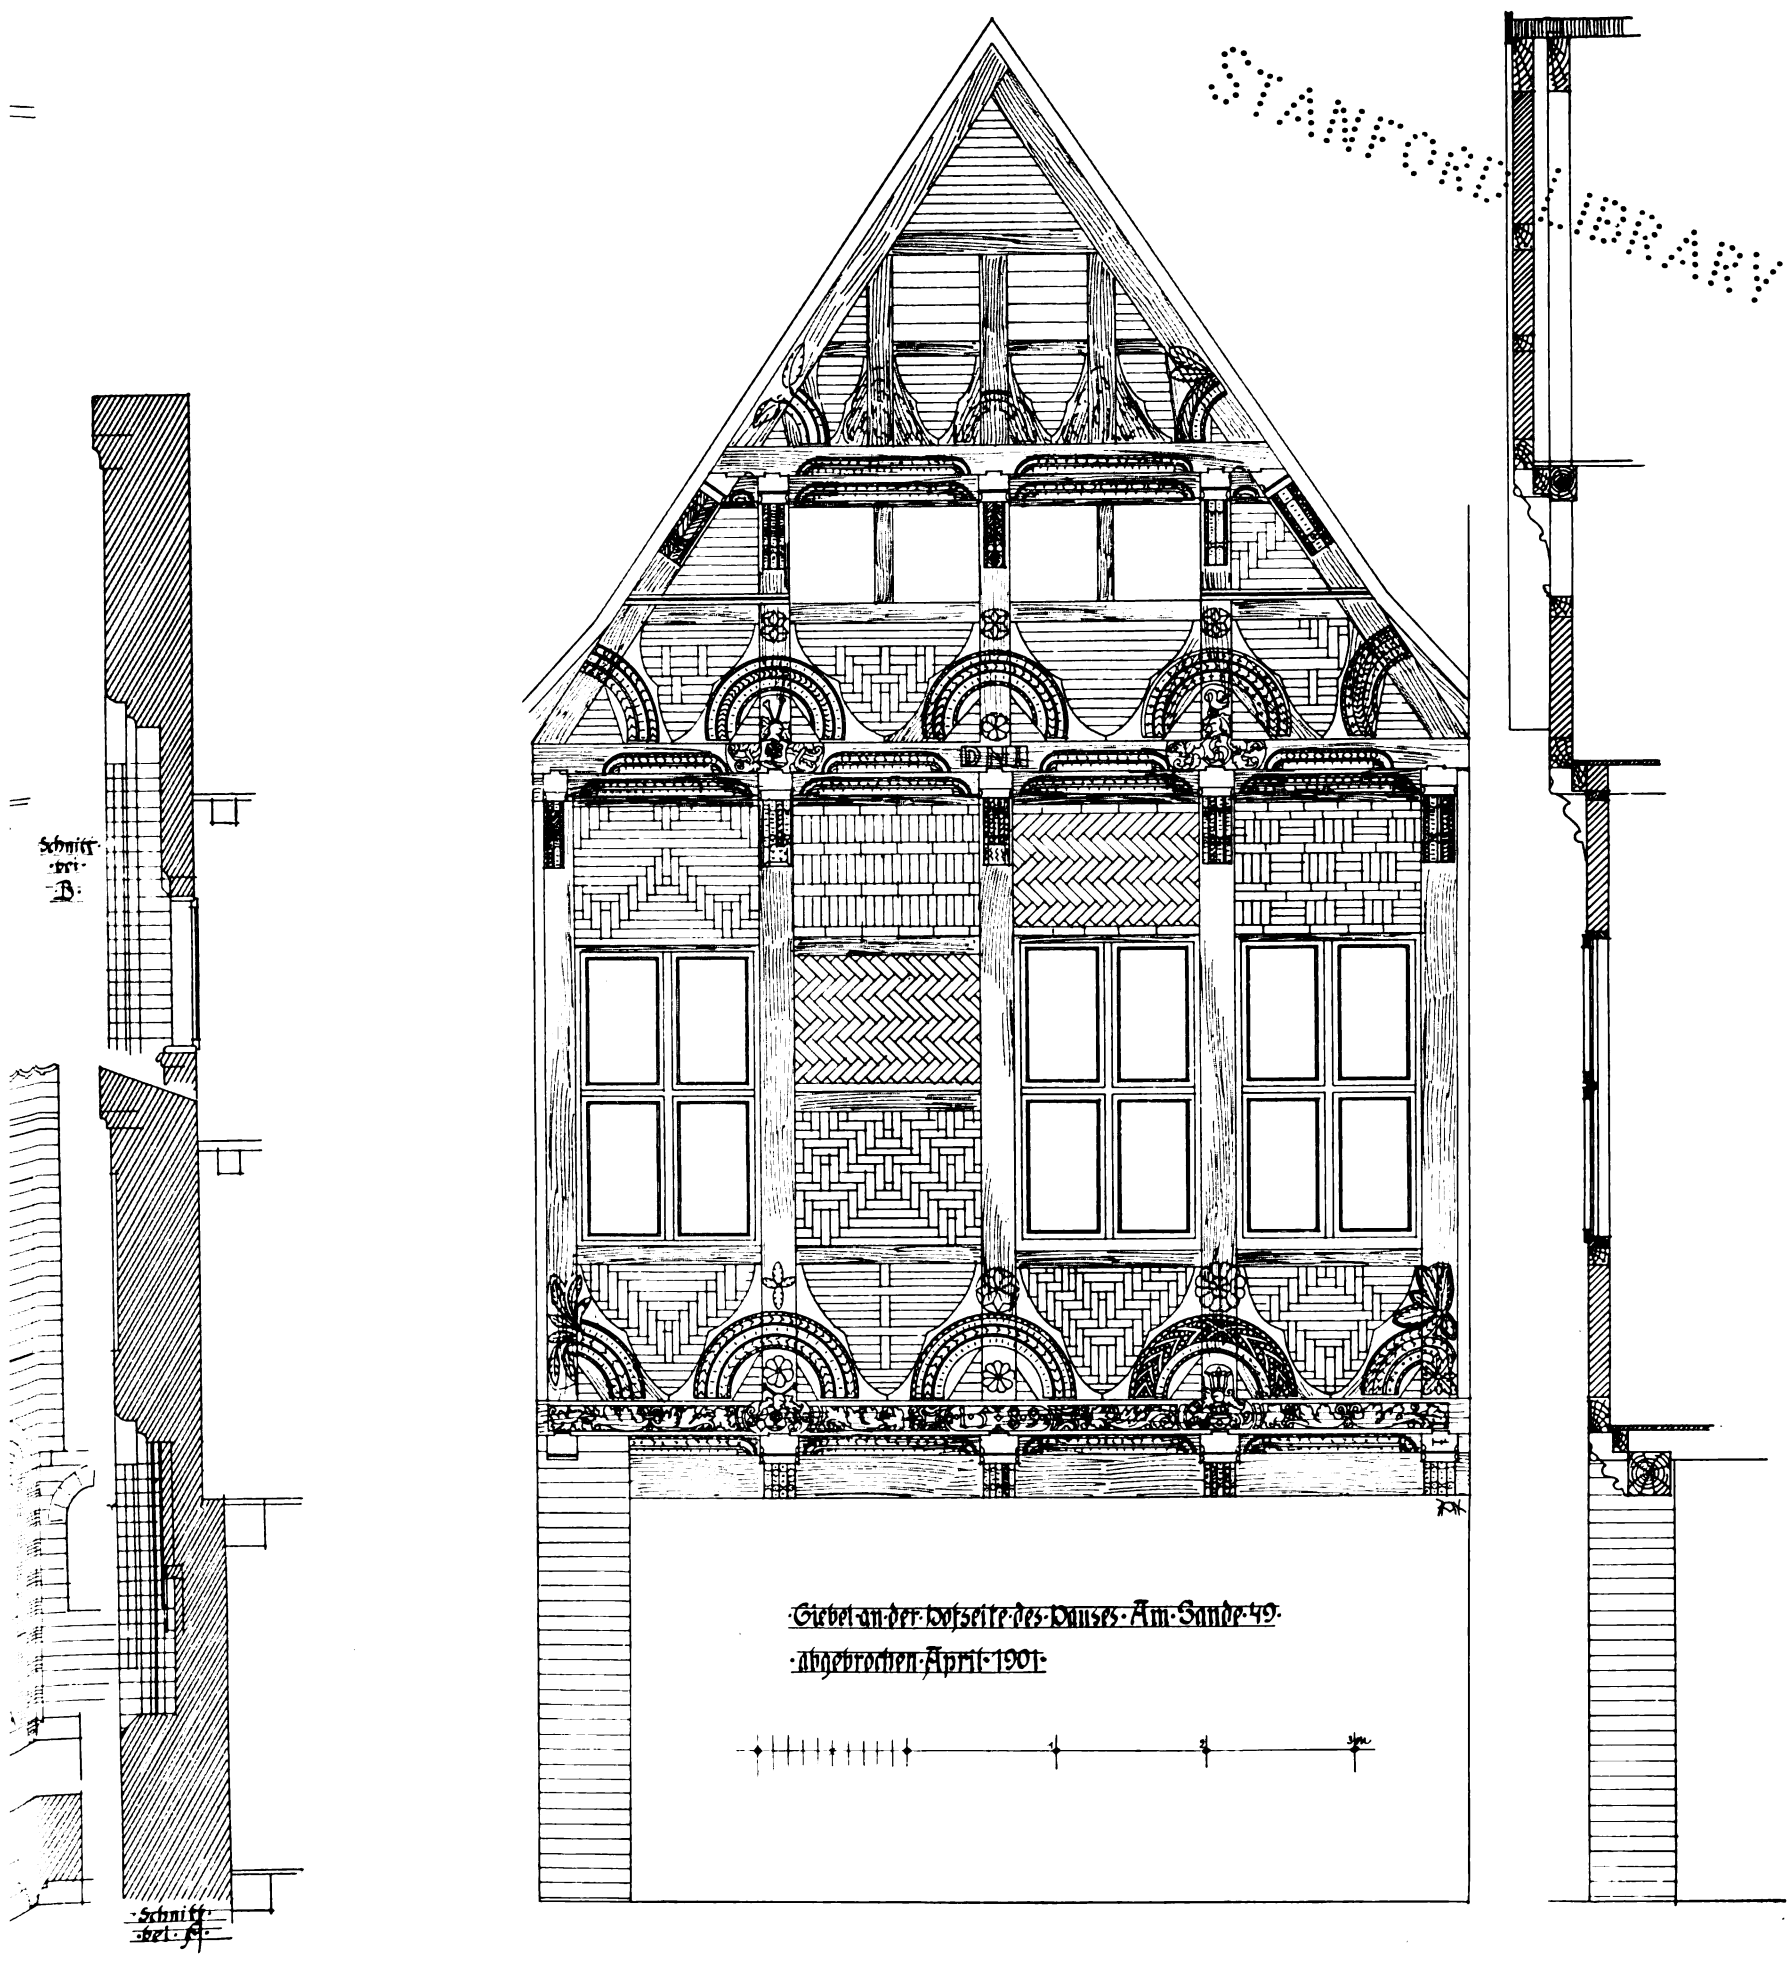 STANFORD LIBRARY
Schnitt·
·bei·
·B·
DNI
·Giebel·an·der·Hofseite·des·Hauses·Am·Sande·49·
·abgebrochen·April·1901·
1 2 3m
·Schnitt·
·bei·A·